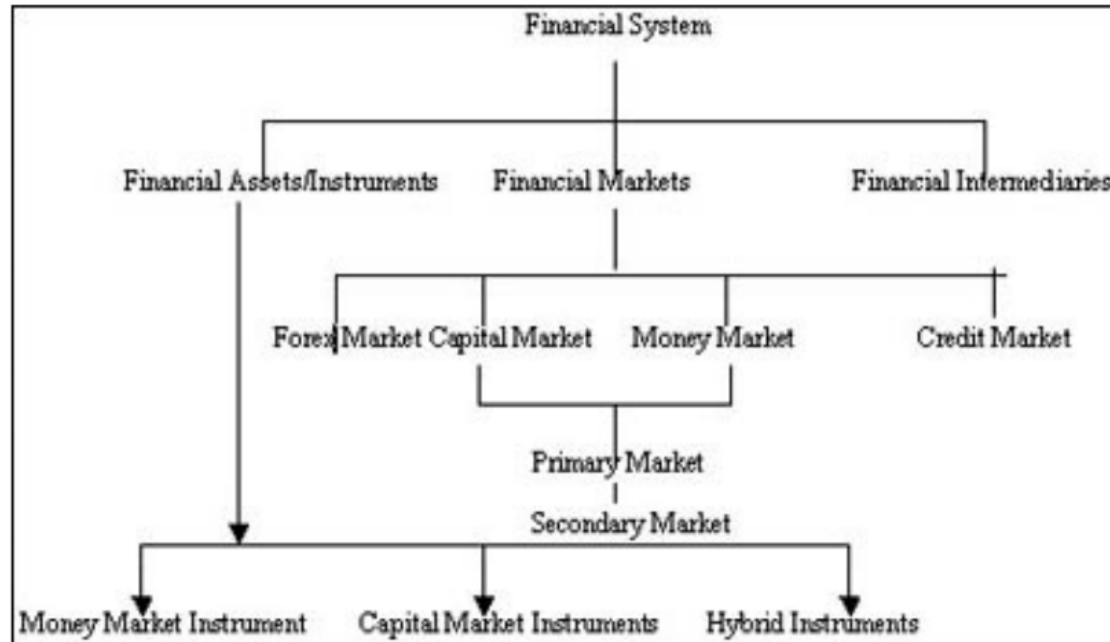 Financial System
Financial Assets/Instruments Financial Markets Financial Intermediaries
Forex Market Capital Market Money Market Credit Market
Primary Market
Secondary Market
Money Market Instrument Capital Market Instruments Hybrid Instruments